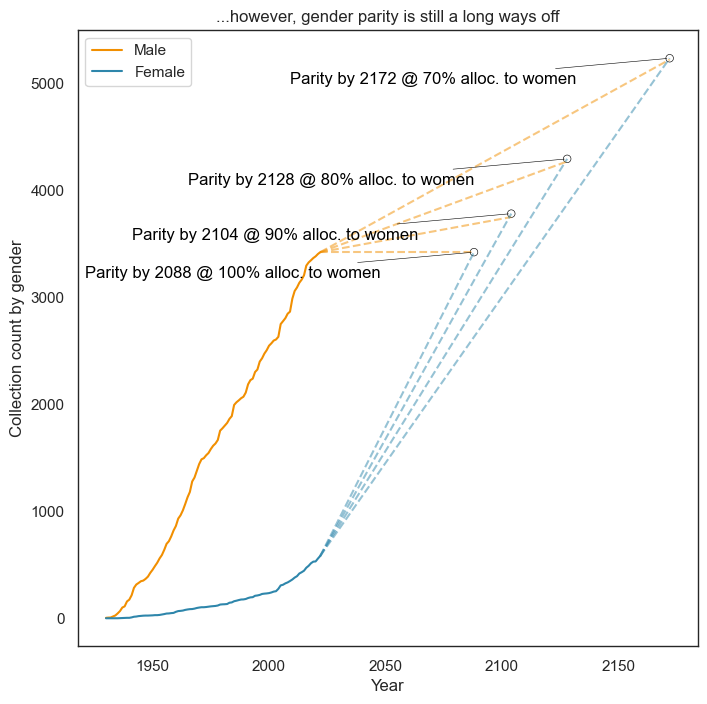 ...however, gender parity is still a long ways off
Male
Female
Parity by 2172 @ 70% alloc. to women
Parity by 2128 @ 80% alloc. to women
Parity by 2104 @ 90% alloc. to women
Parity by 2088 @ 100% alloc. to women
5000
4000
3000
2000
1000
0
Collection count by gender
1950
2000
2050
2100
2150
Year